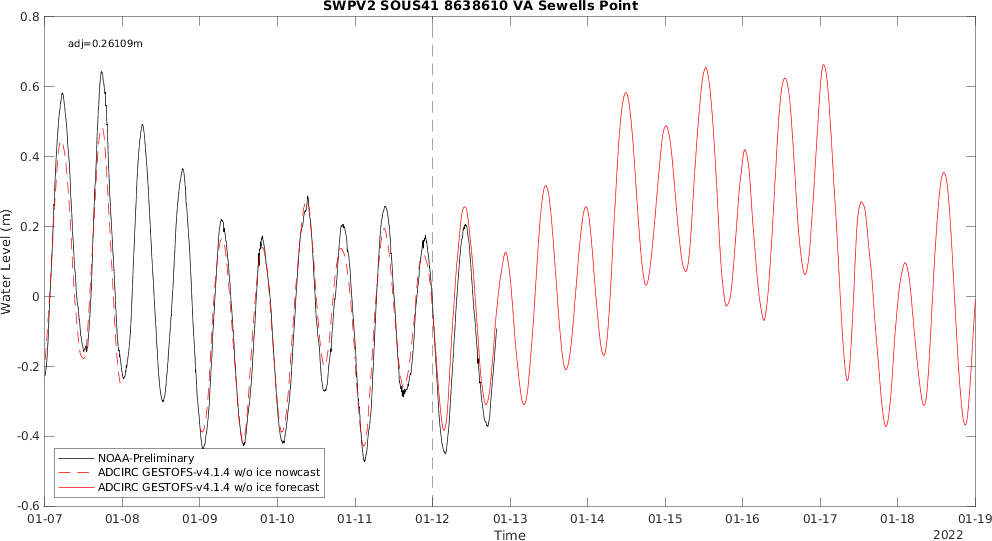 SWPV2 SOUS41 8638610 VA Sewells Point
adj=0.26109m
Water Level (m)
0.8
0.6
0.4
0.2
0
-0.2
-0.4
-0.6
NOAA-Preliminary
ADCIRC GESTOFS-v4.1.4 w/o ice nowcast
ADCIRC GESTOFS-v4.1.4 w/o ice forecast
01-07 01-08 01-09 01-10 01-11 01-12 01-13 01-14 01-15 01-16 01-17 01-18 01-19
Time
2022